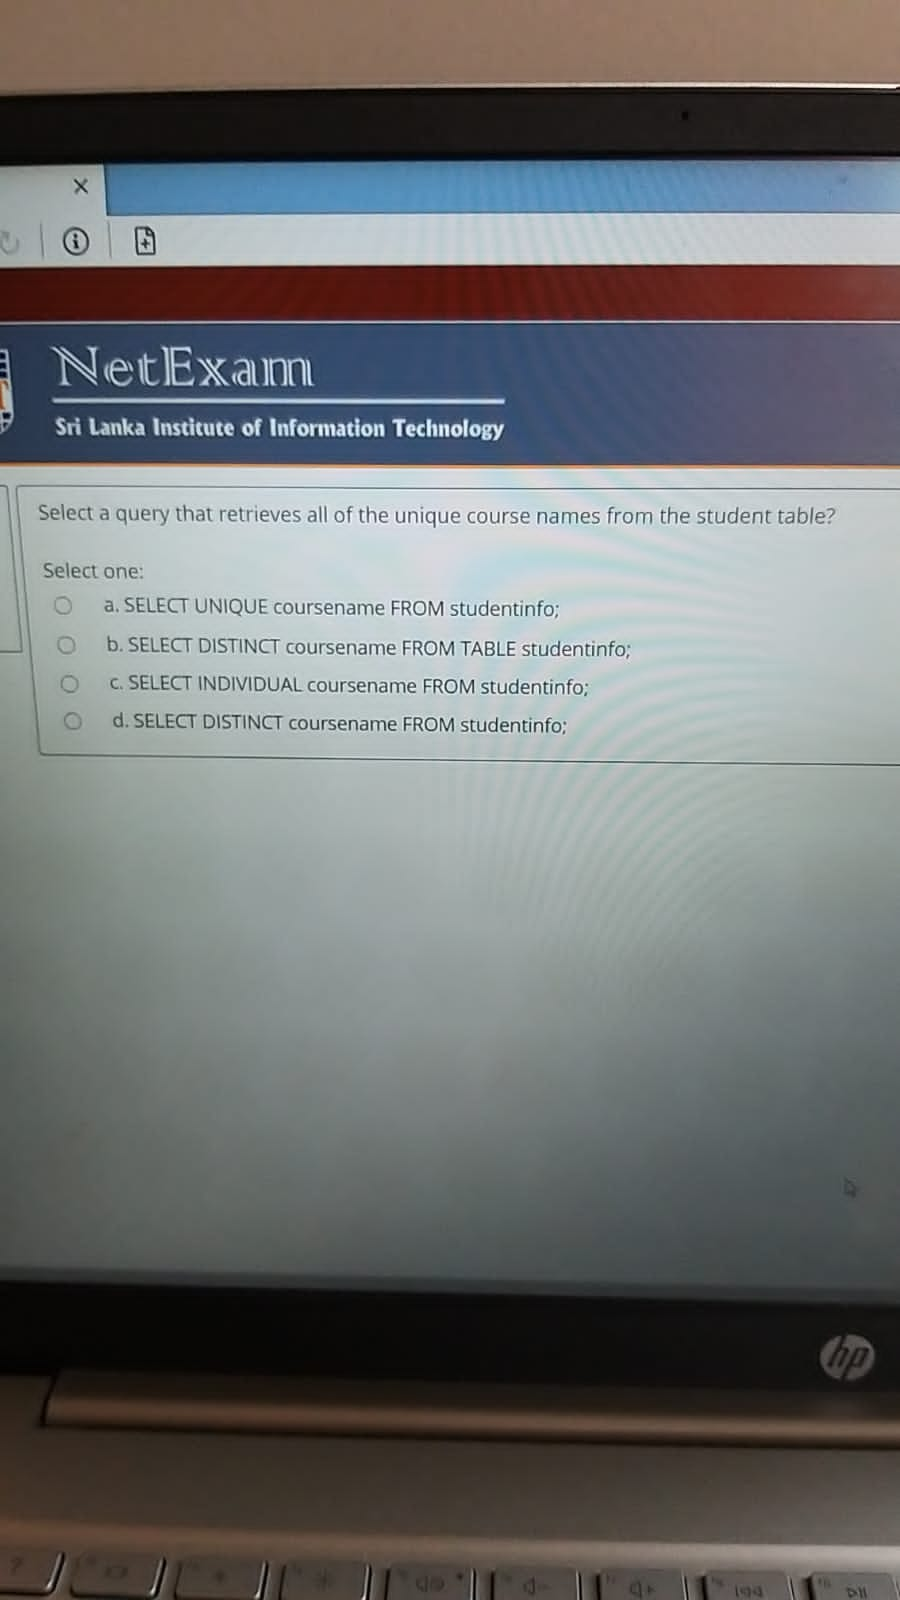 NetExam
Sri Lanka Institute of Information Technology
Select a query that retrieves all of the unique course names from the student table?
Select one:
a. SELECT UNIQUE coursename FROM studentinfo;
b. SELECT DISTINCT coursename FROM TABLE studentinfo;
c. SELECT INDIVIDUAL coursename FROM studentinfo;
d. SELECT DISTINCT coursename FROM studentinfo;
hp